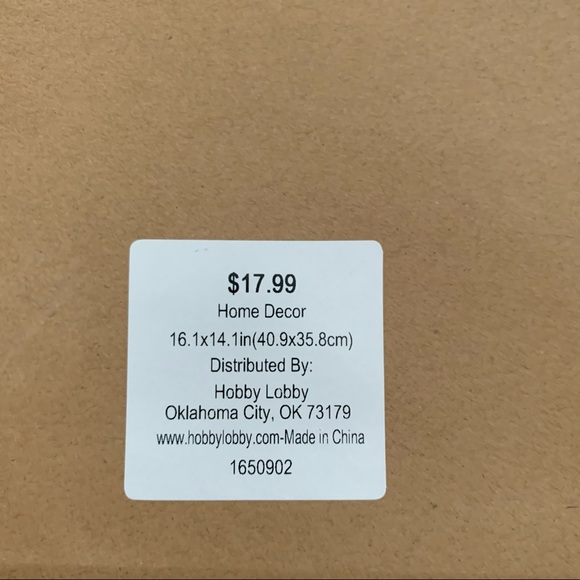 $17.99
Home Decor
16.1x14.1in(40.9x35.8cm)
Distributed By:
Hobby Lobby
Oklahoma City, OK 73179
www.hobbylobby.com-Made in China
1650902